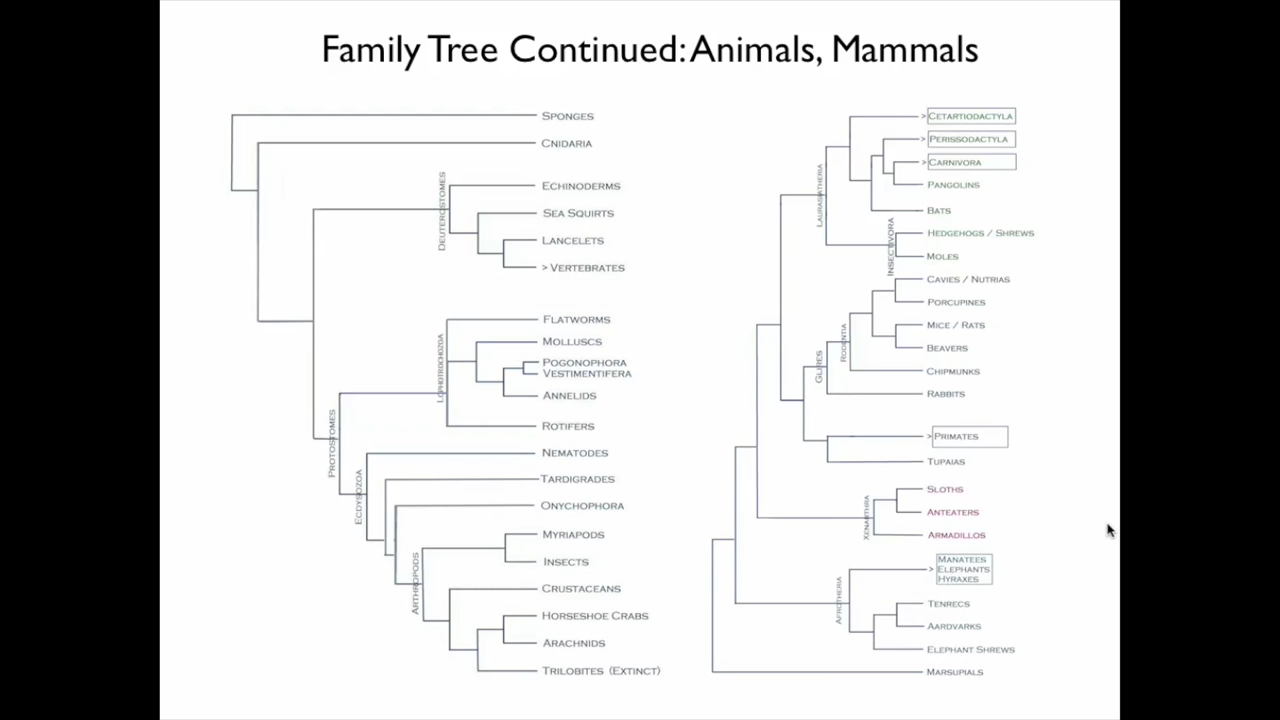 Family Tree Continued: Animals, Mammals
SPONGES
CNIDARIA
DEUTEROSTOMES
ECHINODERMS
SEA SQUIRTS
LANCELETS
> VERTEBRATES
LOPHOTROCHOZOA
FLATWORMS
MOLLUSCS
POGONOPHORA
VESTIMENTIFERA
ANNELIDS
ROTIFERS
PROTOSTOMES
ECDYSOZOA
NEMATODES
TARDIGRADES
ONYCHOPHORA
ARTHROPODS
MYRIAPODS
INSECTS
CRUSTACEANS
HORSESHOE CRABS
ARACHNIDS
TRILOBITES (EXTINCT)
LAURASIATHERIA
> CETARTIODACTYLA
> PERISSODACTYLA
> CARNIVORA
PANGOLINS
BATS
INSECTIVORA
HEDGEHOGS / SHREWS
MOLES
GLIRES
RODENTIA
CAVIES / NUTRIAS
PORCUPINES
MICE / RATS
BEAVERS
CHIPMUNKS
RABBITS
> PRIMATES
TUPAIAS
XENARTHRA
SLOTHS
ANTEATERS
ARMADILLOS
AFROTHERIA
MANATEES
> ELEPHANTS
HYRAXES
TENRECS
AARDVARKS
ELEPHANT SHREWS
MARSUPIALS